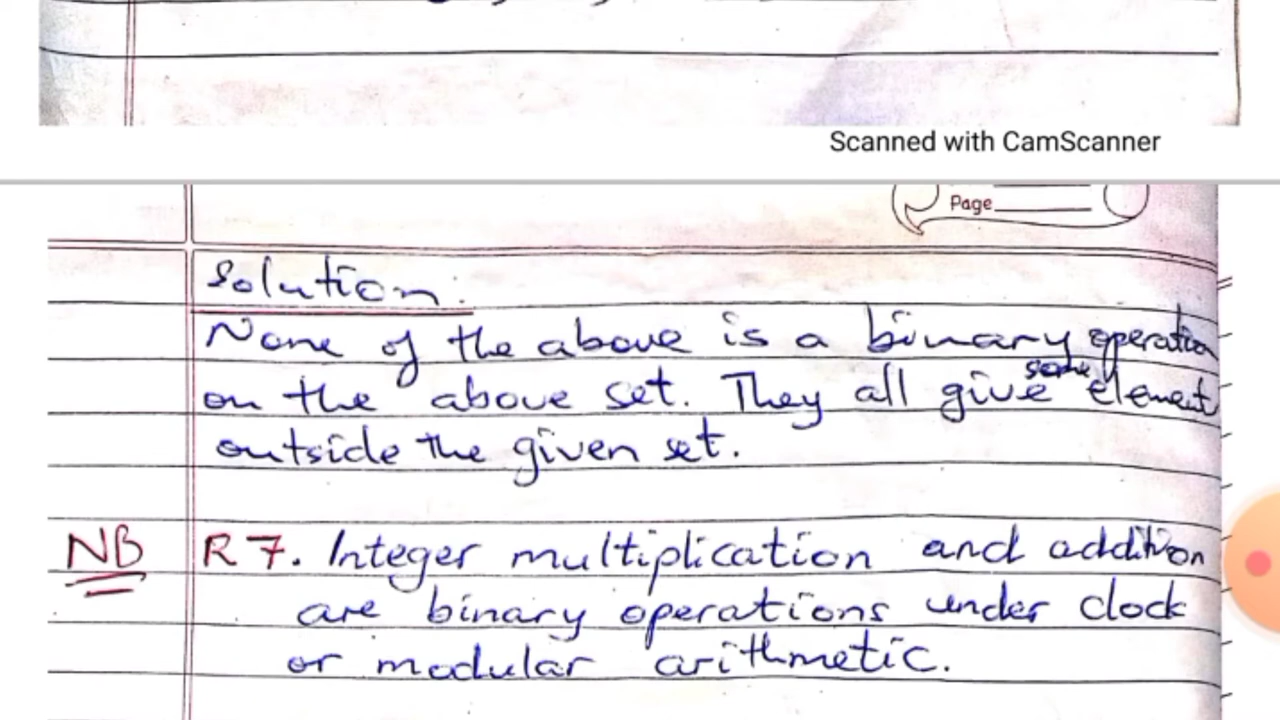 Scanned with CamScanner
Page
Solution:
None of the above is a binary operation
on the above set. They all give some element
outside the given set.
NB R7. Integer multiplication and addition
are binary operations under clock
or modular arithmetic.